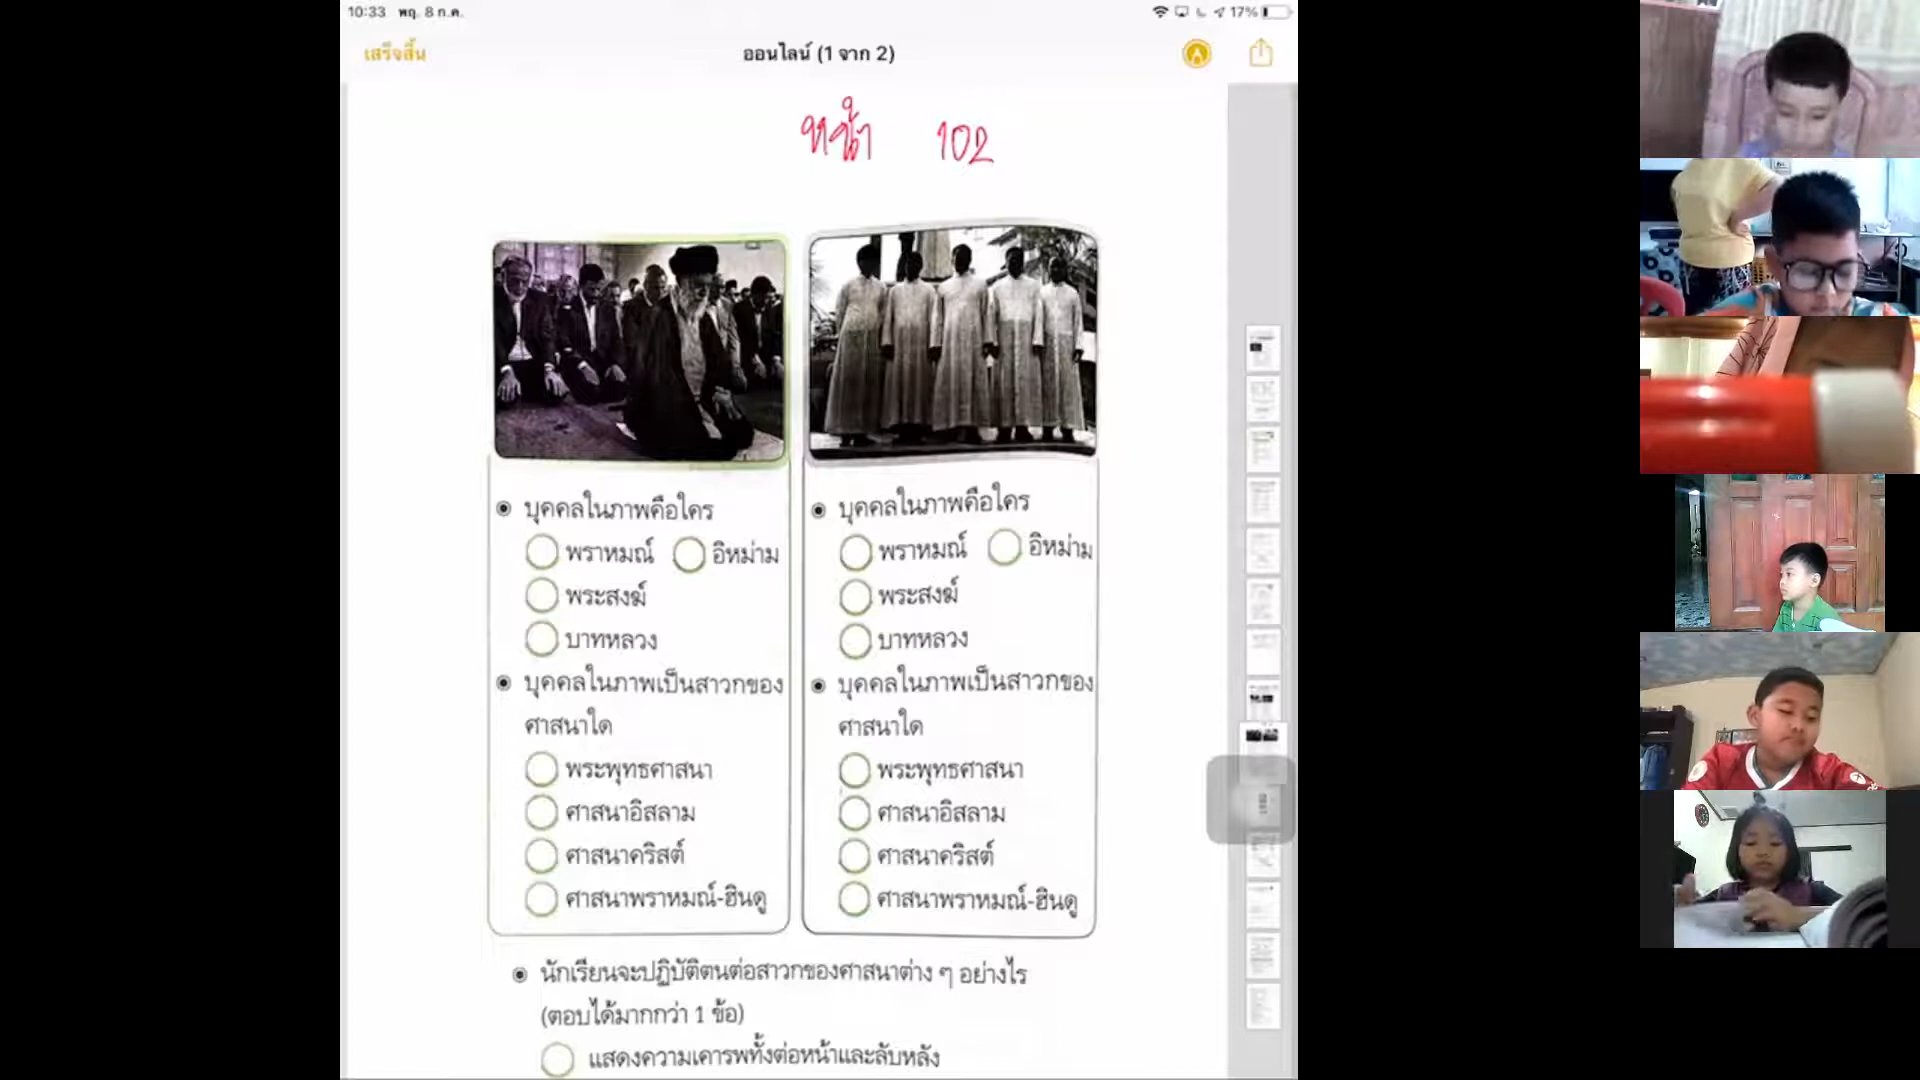 10:33 พฤ. 8 ก.ค.
17%
เสร็จสิ้น
ออนไลน์ (1 จาก 2)
หน้า 102
บุคคลในภาพคือใคร
พราหมณ์ อิหม่าม
พระสงฆ์
บาทหลวง
บุคคลในภาพเป็นสาวกของ
ศาสนาใด
พระพุทธศาสนา
ศาสนาอิสลาม
ศาสนาคริสต์
ศาสนาพราหมณ์-ฮินดู
บุคคลในภาพคือใคร
พราหมณ์ อิหม่าม
พระสงฆ์
บาทหลวง
บุคคลในภาพเป็นสาวกของ
ศาสนาใด
พระพุทธศาสนา
ศาสนาอิสลาม
ศาสนาคริสต์
ศาสนาพราหมณ์-ฮินดู
นักเรียนจะปฏิบัติตนต่อสาวกของศาสนาต่าง ๆ อย่างไร
(ตอบได้มากกว่า 1 ข้อ)
แสดงความเคารพทั้งต่อหน้าและลับหลัง